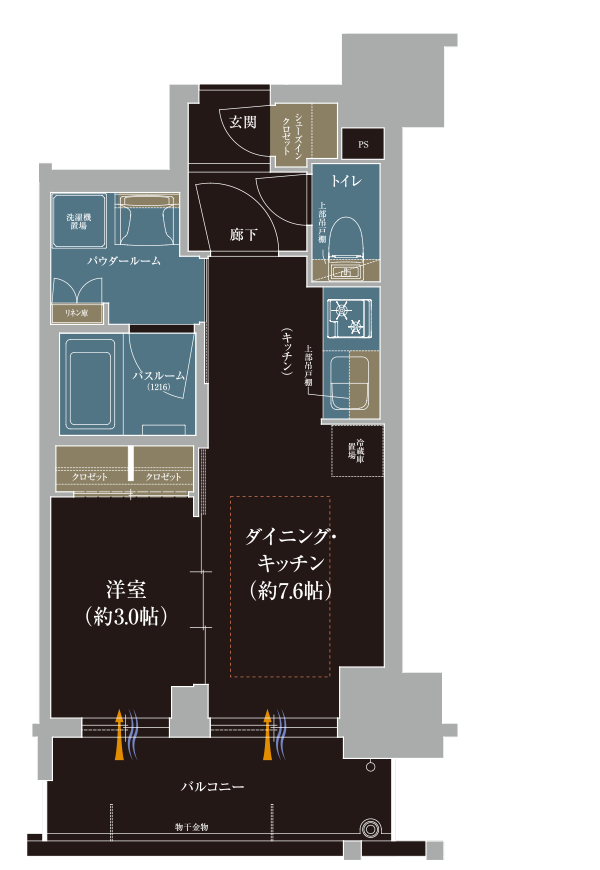 玄関
シューズイン
クロゼット
PS
トイレ
上部吊戸棚
洗濯機
置場
廊下
パウダールーム
リネン庫
(キッチン)
上部吊戸棚
バスルーム
(1216)
冷蔵庫
置場
クロゼット
クロゼット
ダイニング・
キッチン
(約7.6帖)
洋室
(約3.0帖)
バルコニー
物干金物